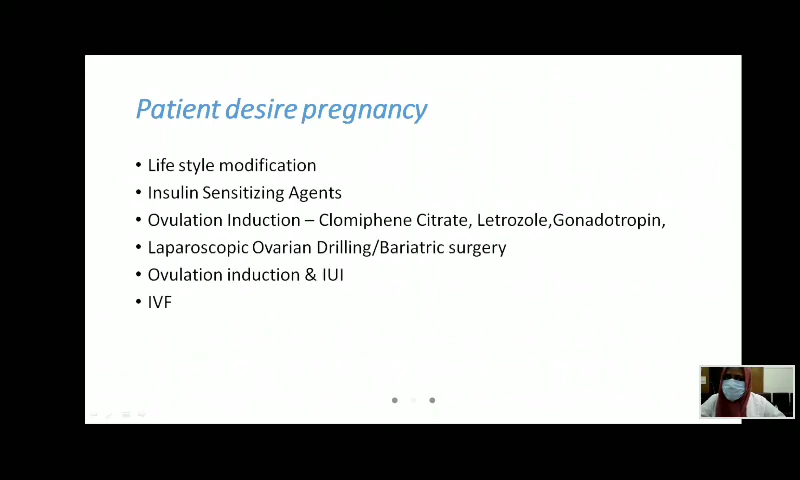 Patient desire pregnancy
• Life style modification
• Insulin Sensitizing Agents
• Ovulation Induction – Clomiphene Citrate, Letrozole,Gonadotropin,
• Laparoscopic Ovarian Drilling/Bariatric surgery
• Ovulation induction & IUI
• IVF